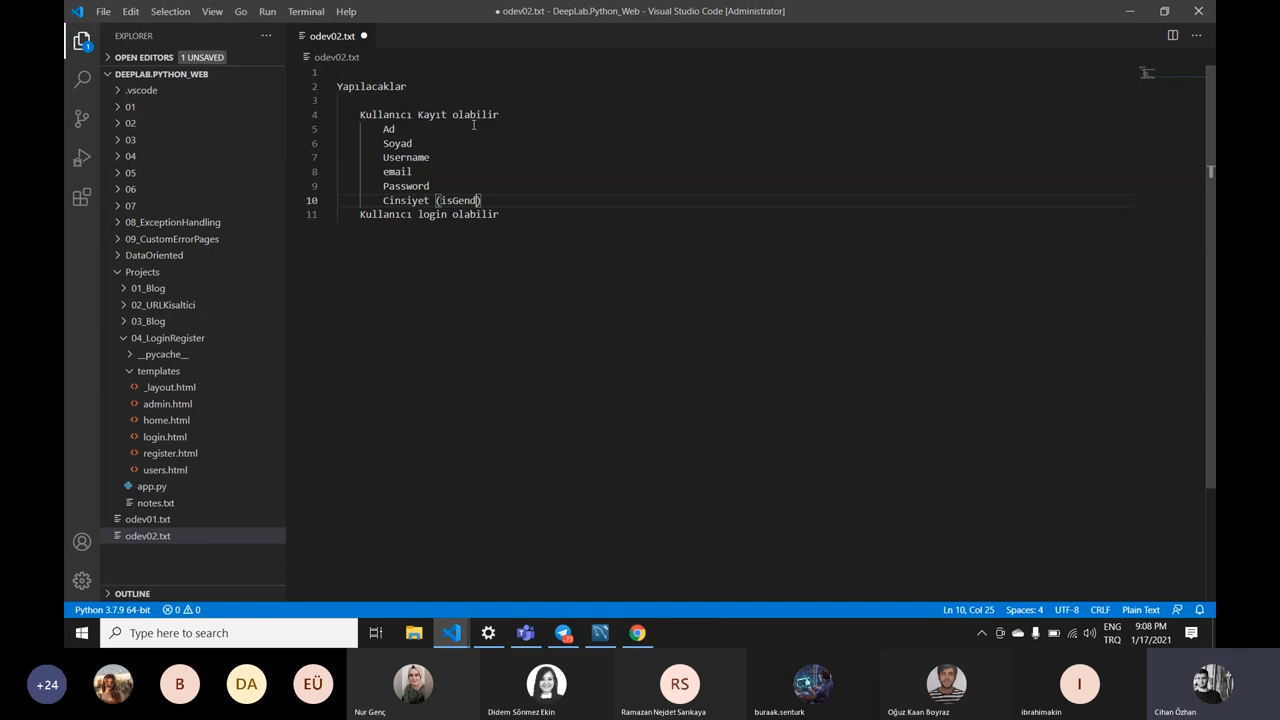 File Edit Selection View Go Run Terminal Help
● odev02.txt - DeepLab.Python_Web - Visual Studio Code [Administrator]
EXPLORER
OPEN EDITORS 1 UNSAVED
DEEPLAB.PYTHON_WEB
.vscode
01
02
03
04
05
06
07
08_ExceptionHandling
09_CustomErrorPages
DataOriented
Projects
01_Blog
02_URLKisaltici
03_Blog
04_LoginRegister
__pycache__
templates
_layout.html
admin.html
home.html
login.html
register.html
users.html
app.py
notes.txt
odev01.txt
odev02.txt
OUTLINE
1
odev02.txt
odev02.txt
1
2 Yapılacaklar
3
4 Kullanıcı Kayıt olabilir
5 Ad
6 Soyad
7 Username
8 email
9 Password
10 Cinsiyet (isGend)
11 Kullanıcı login olabilir
Python 3.7.9 64-bit 0 0
Ln 10, Col 25 Spaces: 4 UTF-8 CRLF Plain Text
Type here to search
ENG
TRQ
9:08 PM
1/17/2021
+24 B DA EÜ
Nur Genç
Didem Sönmez Ekin
RS
Ramazan Nejdet Sarıkaya
buraak.senturk
Oğuz Kaan Boyraz
I
ibrahimakin
Cihan Özhan